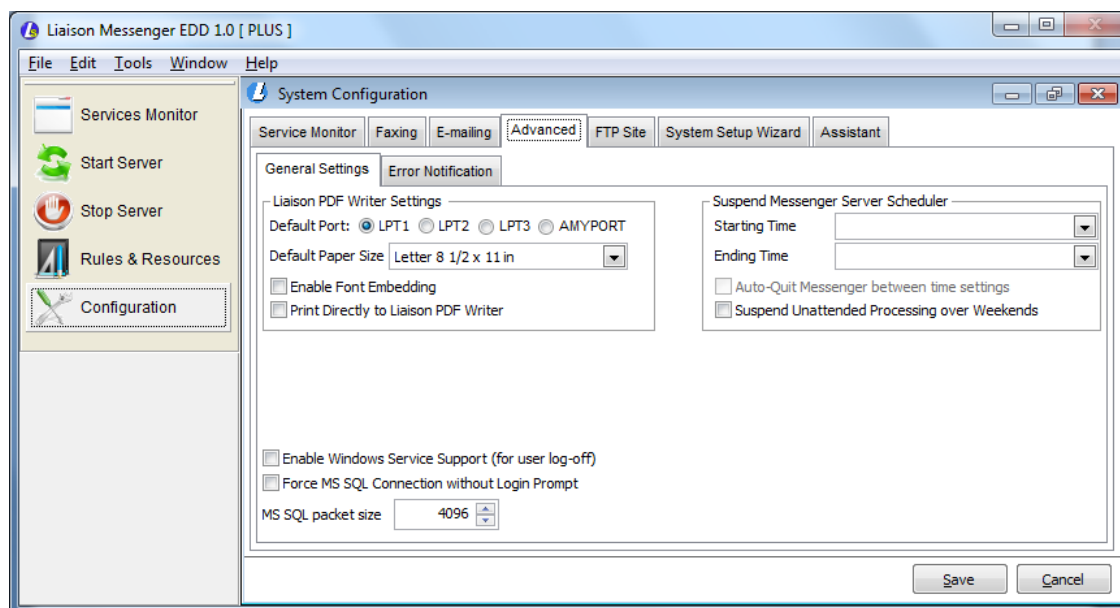 Liaison Messenger EDD 1.0 [ PLUS ]
File Edit Tools Window Help
Services Monitor
Start Server
Stop Server
Rules & Resources
Configuration
System Configuration
Service Monitor Faxing E-mailing Advanced FTP Site System Setup Wizard Assistant
General Settings Error Notification
Liaison PDF Writer Settings
Default Port: LPT1 LPT2 LPT3 AMYPORT
Default Paper Size Letter 8 1/2 x 11 in
Enable Font Embedding
Print Directly to Liaison PDF Writer
Suspend Messenger Server Scheduler
Starting Time
Ending Time
Auto-Quit Messenger between time settings
Suspend Unattended Processing over Weekends
Enable Windows Service Support (for user log-off)
Force MS SQL Connection without Login Prompt
MS SQL packet size 4096
Save Cancel